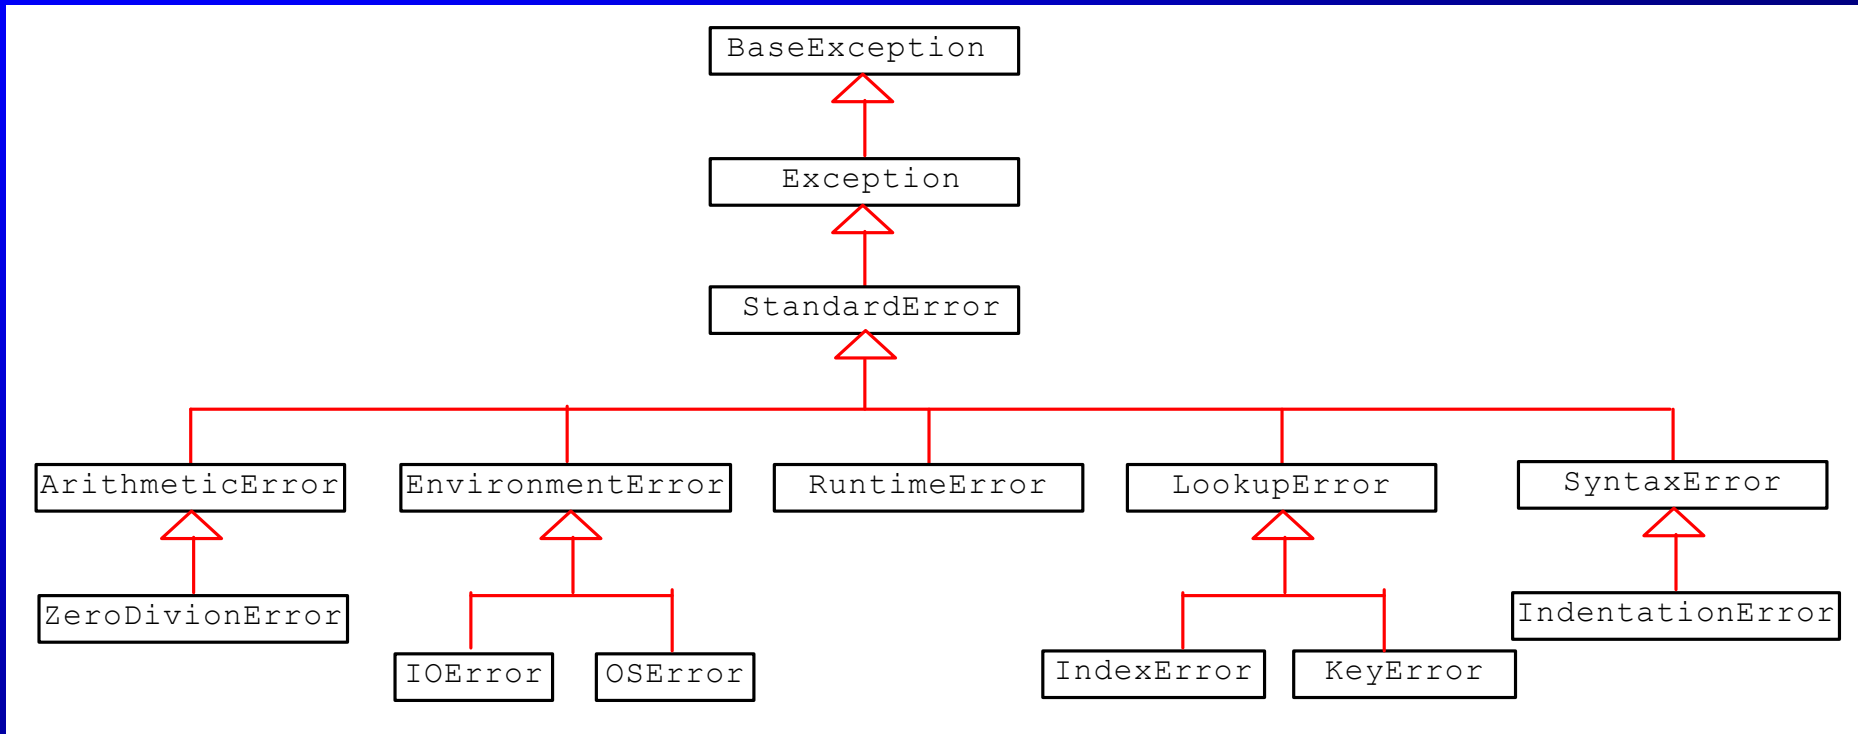 BaseException
Exception
StandardError
ArithmeticError
EnvironmentError
RuntimeError
LookupError
SyntaxError
ZeroDivionError
IndentationError
IOError
OSError
IndexError
KeyError